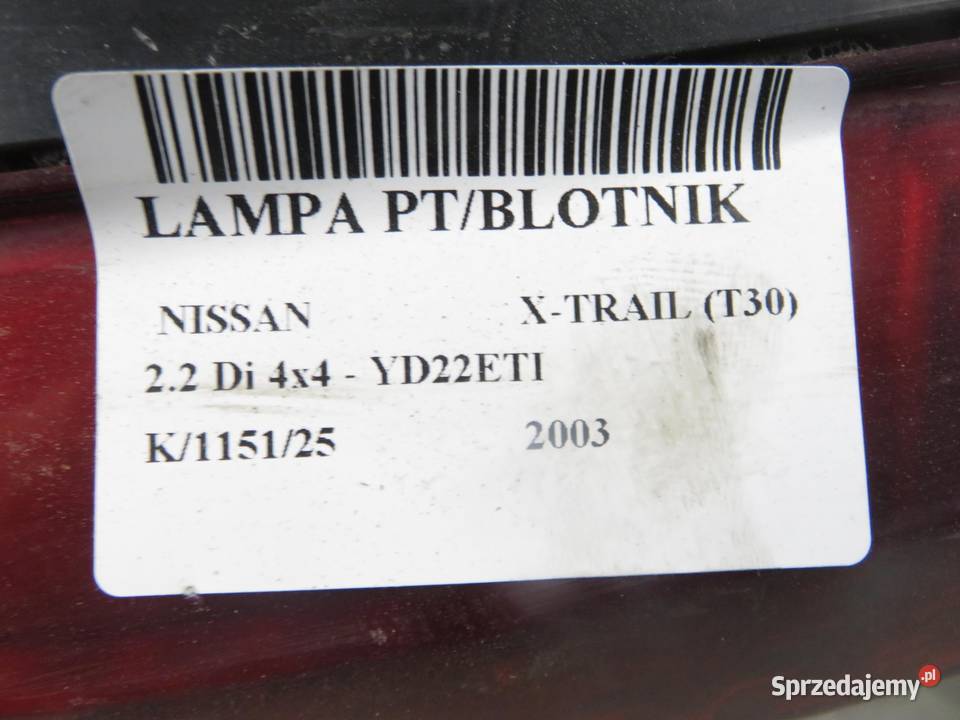 LAMPA PT/BLOTNIK
NISSAN X-TRAIL (T30)
2.2 Di 4x4 - YD22ETI
K/1151/25 2003
Sprzedajemy.pl